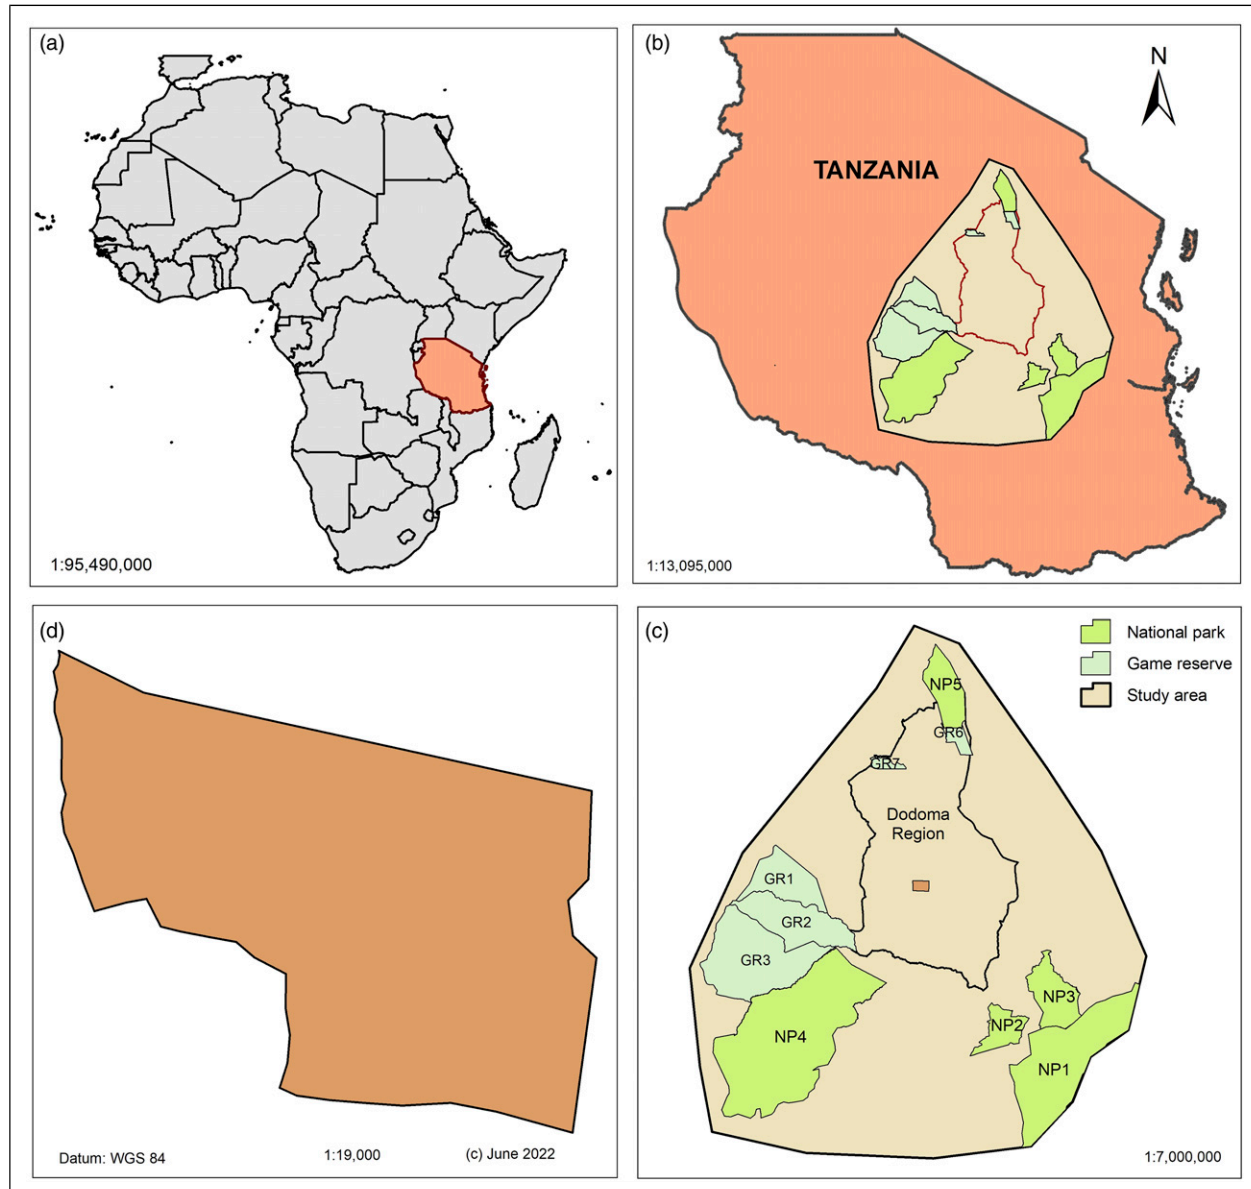 (a)
1:95,490,000
(b)
N
TANZANIA
1:13,095,000
(d)
Datum: WGS 84
1:19,000
(c) June 2022
(c)
National park
Game reserve
Study area
NP5
GR6
GR7
Dodoma
Region
GR1
GR2
GR3
NP4
NP3
NP2
NP1
1:7,000,000